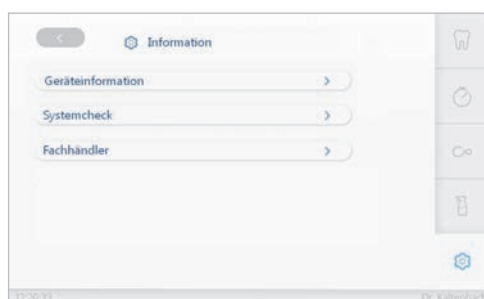 Information
Geräteinformation
Systemcheck
Fachhändler